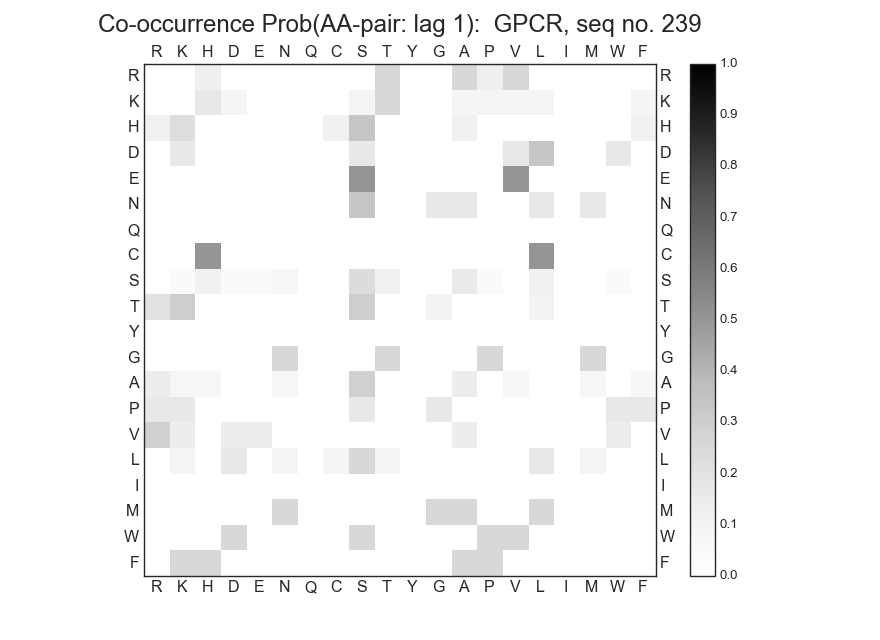 Co-occurrence Prob(AA-pair: lag 1):  GPCR, seq no. 239
R K H D E N Q C S T Y G A P V L I M W F
R R 1.0
K K 0.9
H H
D D 0.8
E E
N N 0.7
Q Q 0.6
C C
S S 0.5
T T
Y Y
G G 0.4
A A
P P 0.3
V V
L L 0.2
I I
M M 0.1
W W
F F 0.0
R K H D E N Q C S T Y G A P V L I M W F